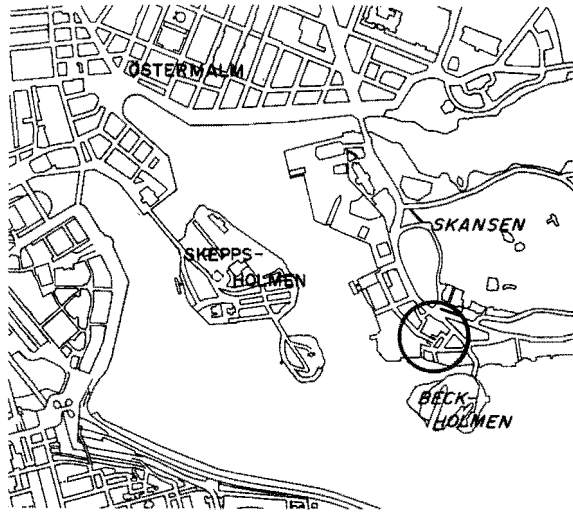 ÖSTERMALM
SKANSEN
SKEPPS-
HOLMEN
BECK-
HOLMEN